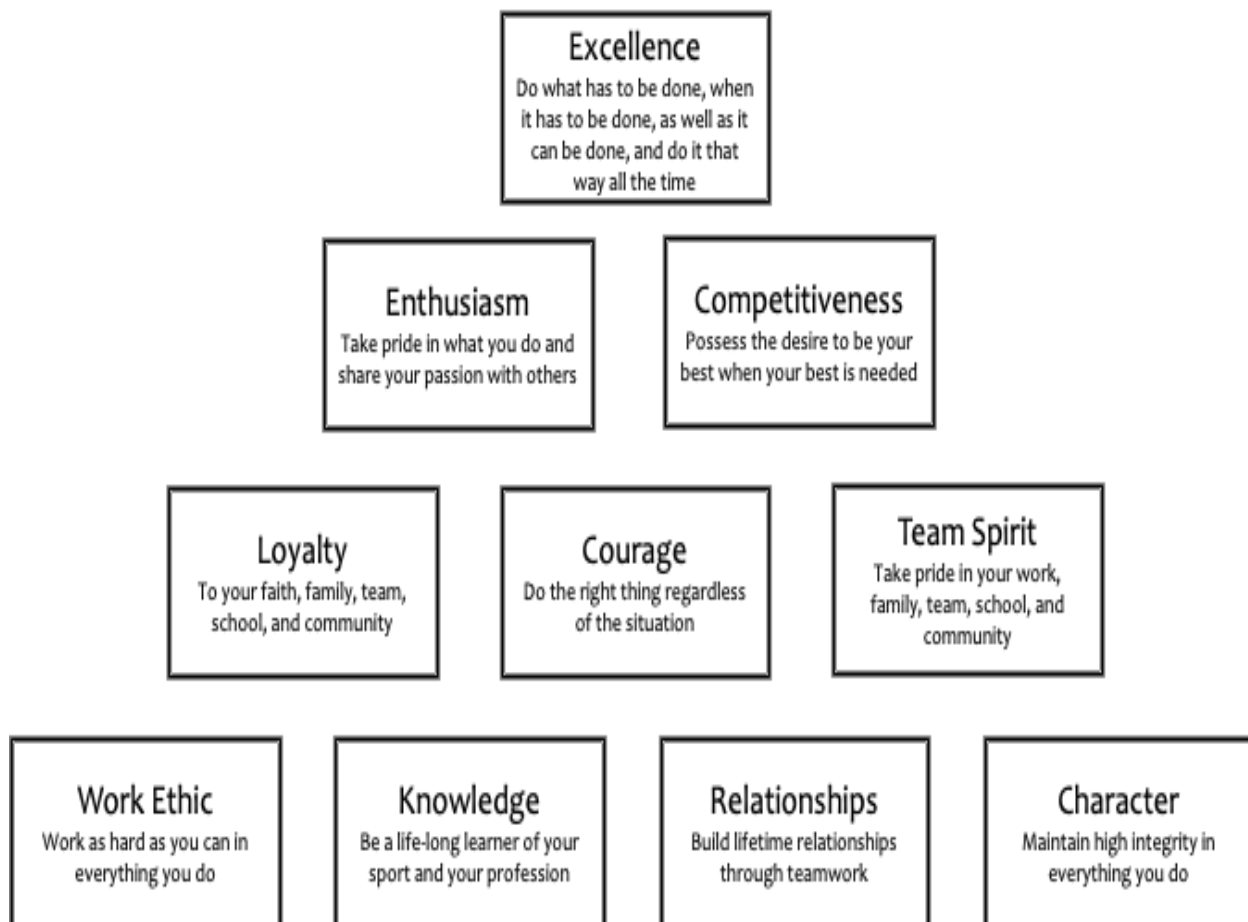 Excellence
Do what has to be done, when
it has to be done, as well as it
can be done, and do it that
way all the time
Enthusiasm
Take pride in what you do and
share your passion with others
Competitiveness
Possess the desire to be your
best when your best is needed
Loyalty
To your faith, family, team,
school, and community
Courage
Do the right thing regardless
of the situation
Team Spirit
Take pride in your work,
family, team, school, and
community
Work Ethic
Work as hard as you can in
everything you do
Knowledge
Be a life-long learner of your
sport and your profession
Relationships
Build lifetime relationships
through teamwork
Character
Maintain high integrity in
everything you do